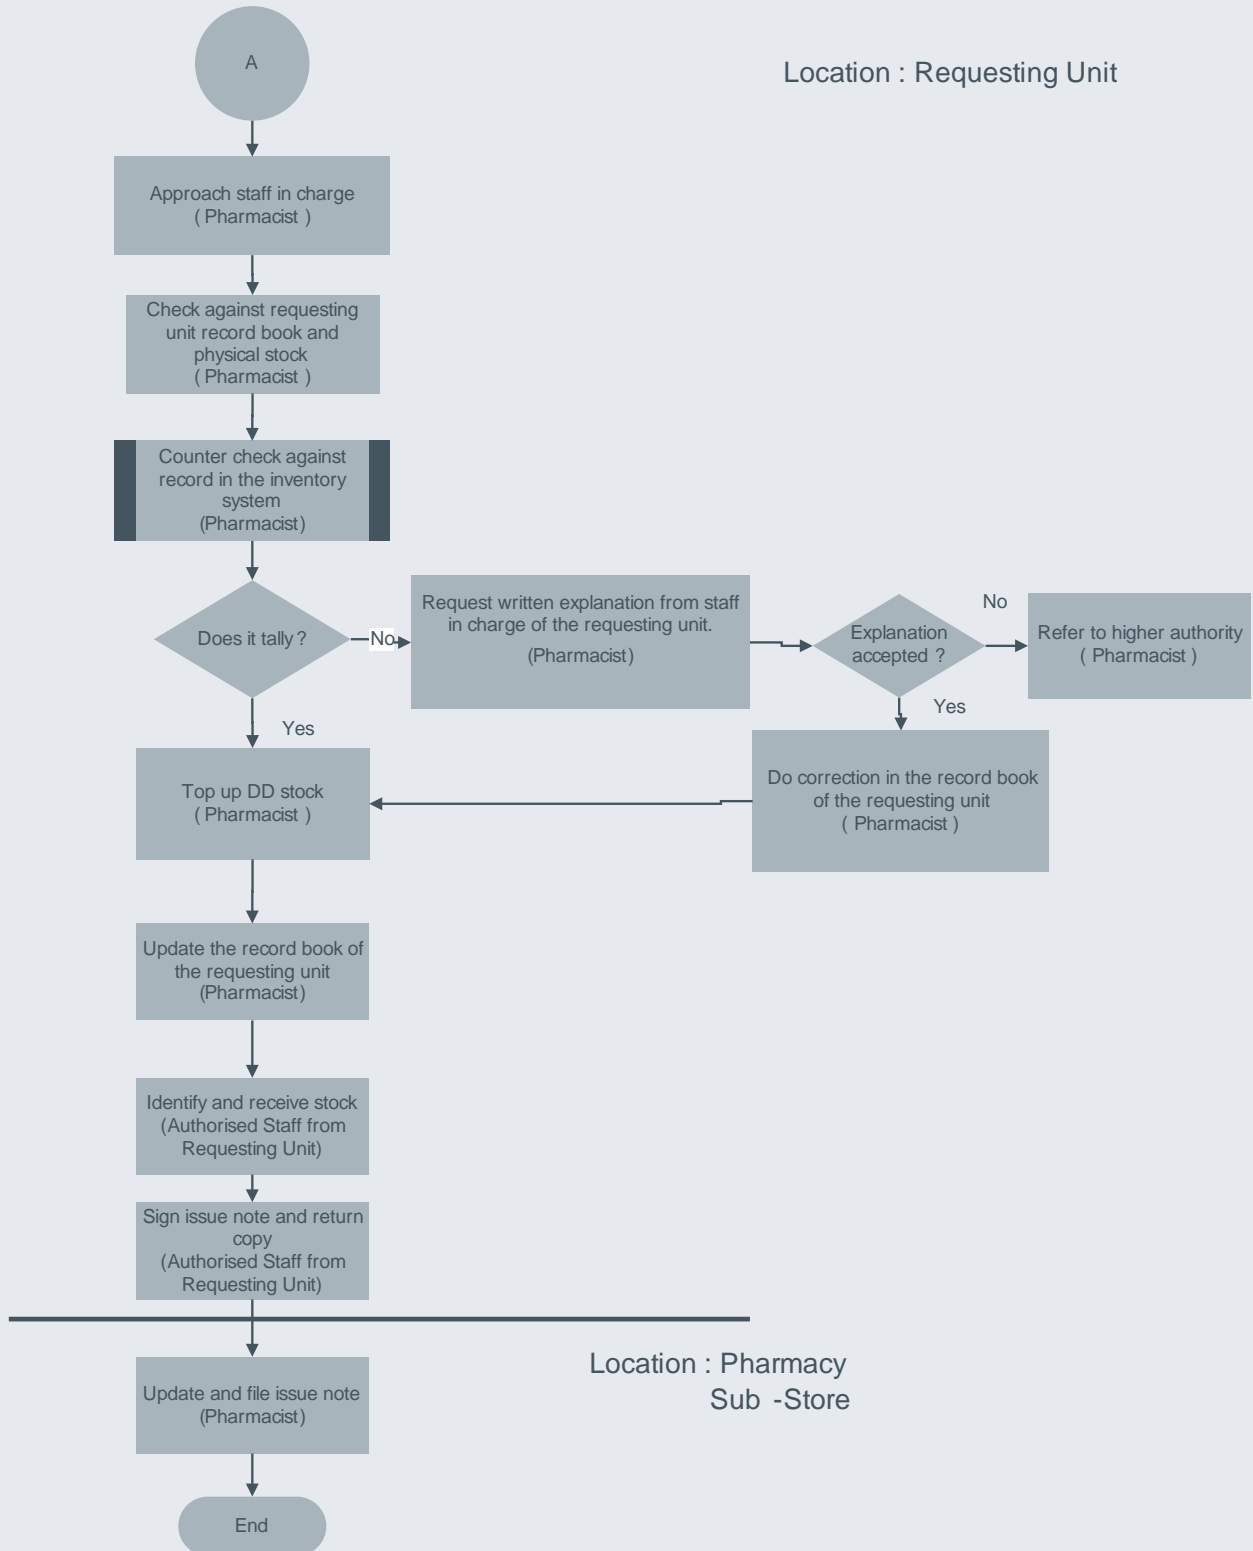 A
Location : Requesting Unit
Approach staff in charge
( Pharmacist )
Check against requesting
unit record book and
physical stock
( Pharmacist )
Counter check against
record in the inventory
system
(Pharmacist)
Does it tally ?
No
Request written explanation from staff
in charge of the requesting unit.
(Pharmacist)
Explanation
accepted ?
No
Refer to higher authority
( Pharmacist )
Yes
Do correction in the record book
of the requesting unit
( Pharmacist )
Yes
Top up DD stock
( Pharmacist )
Update the record book of
the requesting unit
(Pharmacist)
Identify and receive stock
(Authorised Staff from
Requesting Unit)
Sign issue note and return
copy
(Authorised Staff from
Requesting Unit)
Location : Pharmacy
Sub -Store
Update and file issue note
(Pharmacist)
End